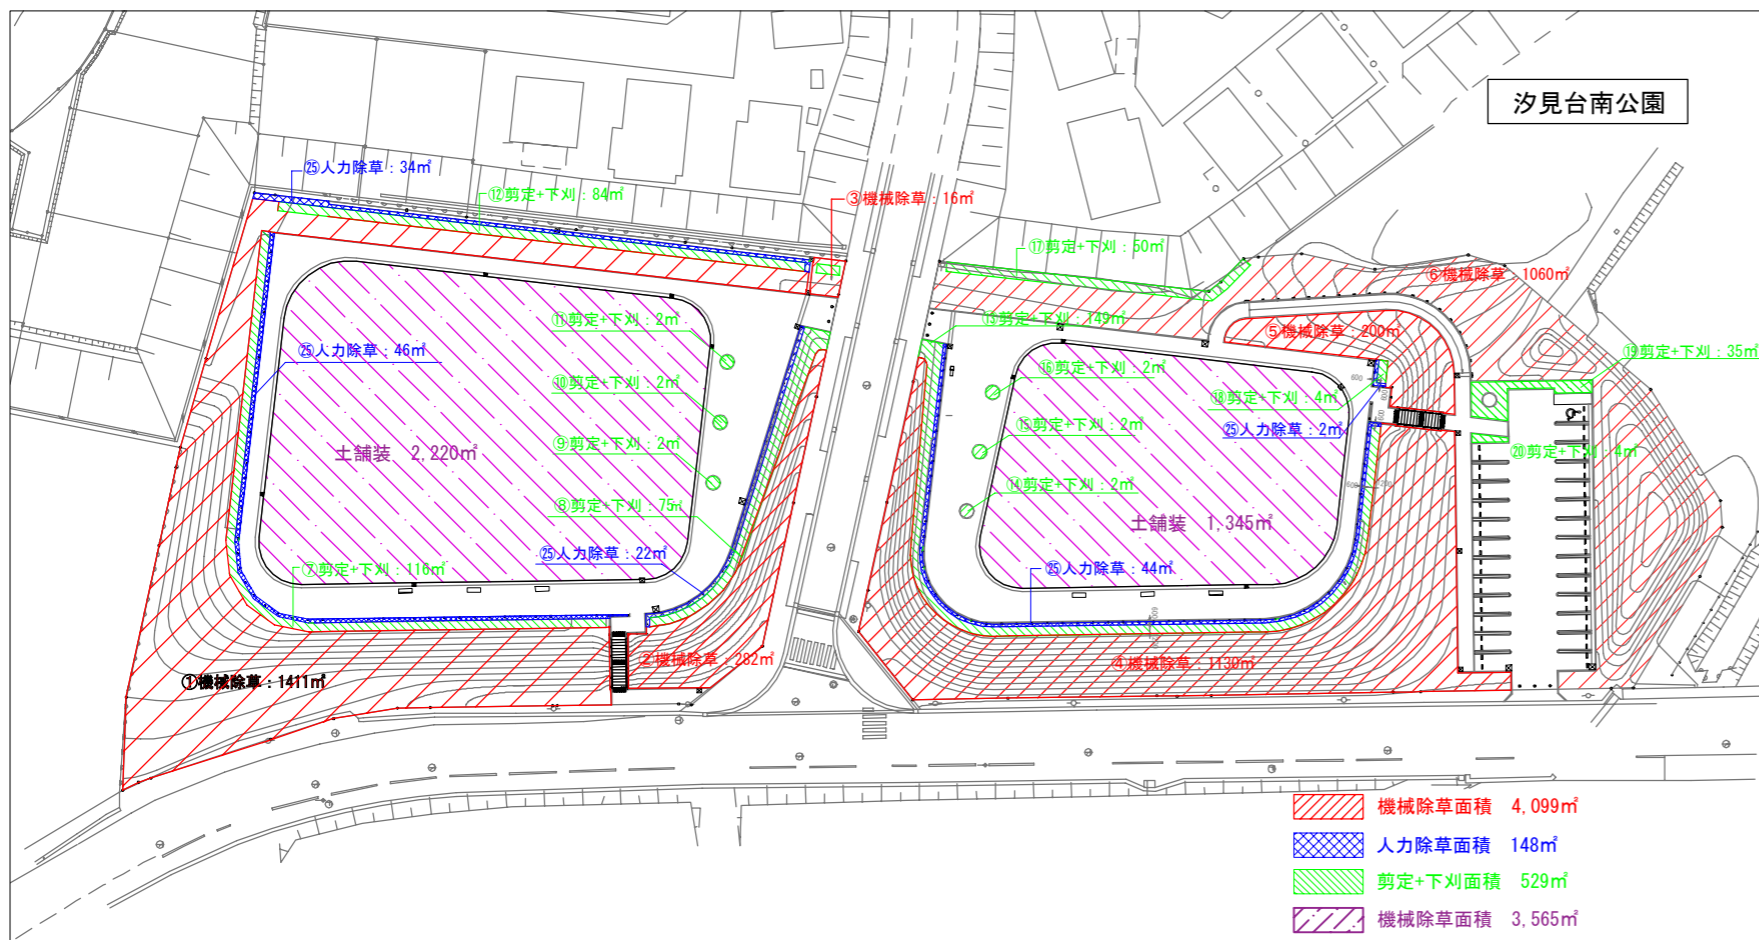 汐見台南公園
㉕人力除草：34㎡
⑫剪定+下刈：84㎡
③機械除草：16㎡
⑰剪定+下刈：50㎡
⑥機械除草：1060㎡
⑪剪定+下刈：2㎡
⑬剪定+下刈：149㎡
⑤機械除草：200㎡
㉕人力除草：46㎡
⑲剪定+下刈：35㎡
⑩剪定+下刈：2㎡
⑯剪定+下刈：2㎡
⑱剪定+下刈：4㎡
⑨剪定+下刈：2㎡
⑮剪定+下刈：2㎡
㉕人力除草：2㎡
土舗装 2,220㎡
⑳剪定+下刈：4㎡
⑧剪定+下刈：75㎡
⑭剪定+下刈：2㎡
土舗装 1,345㎡
㉕人力除草：22㎡
⑦剪定+下刈：116㎡
㉕人力除草：44㎡
②機械除草：282㎡
④機械除草：1130㎡
①機械除草：1411㎡
機械除草面積 4,099㎡
人力除草面積 148㎡
剪定+下刈面積 529㎡
機械除草面積 3,565㎡